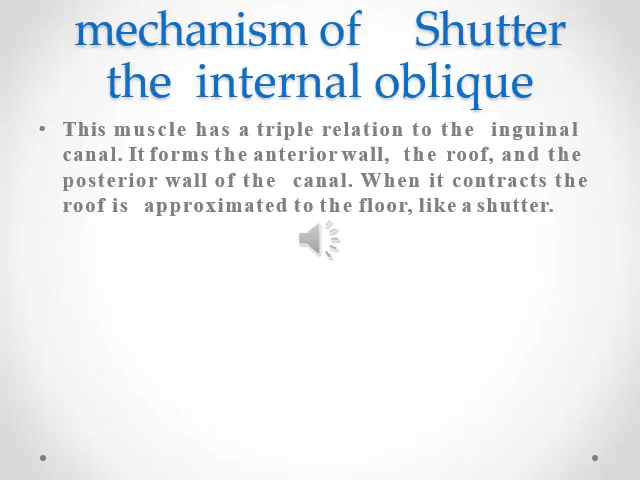 mechanism of Shutter
the internal oblique
• This muscle has a triple relation to the inguinal
canal. It forms the anterior wall, the roof, and the
posterior wall of the canal. When it contracts the
roof is approximated to the floor, like a shutter.